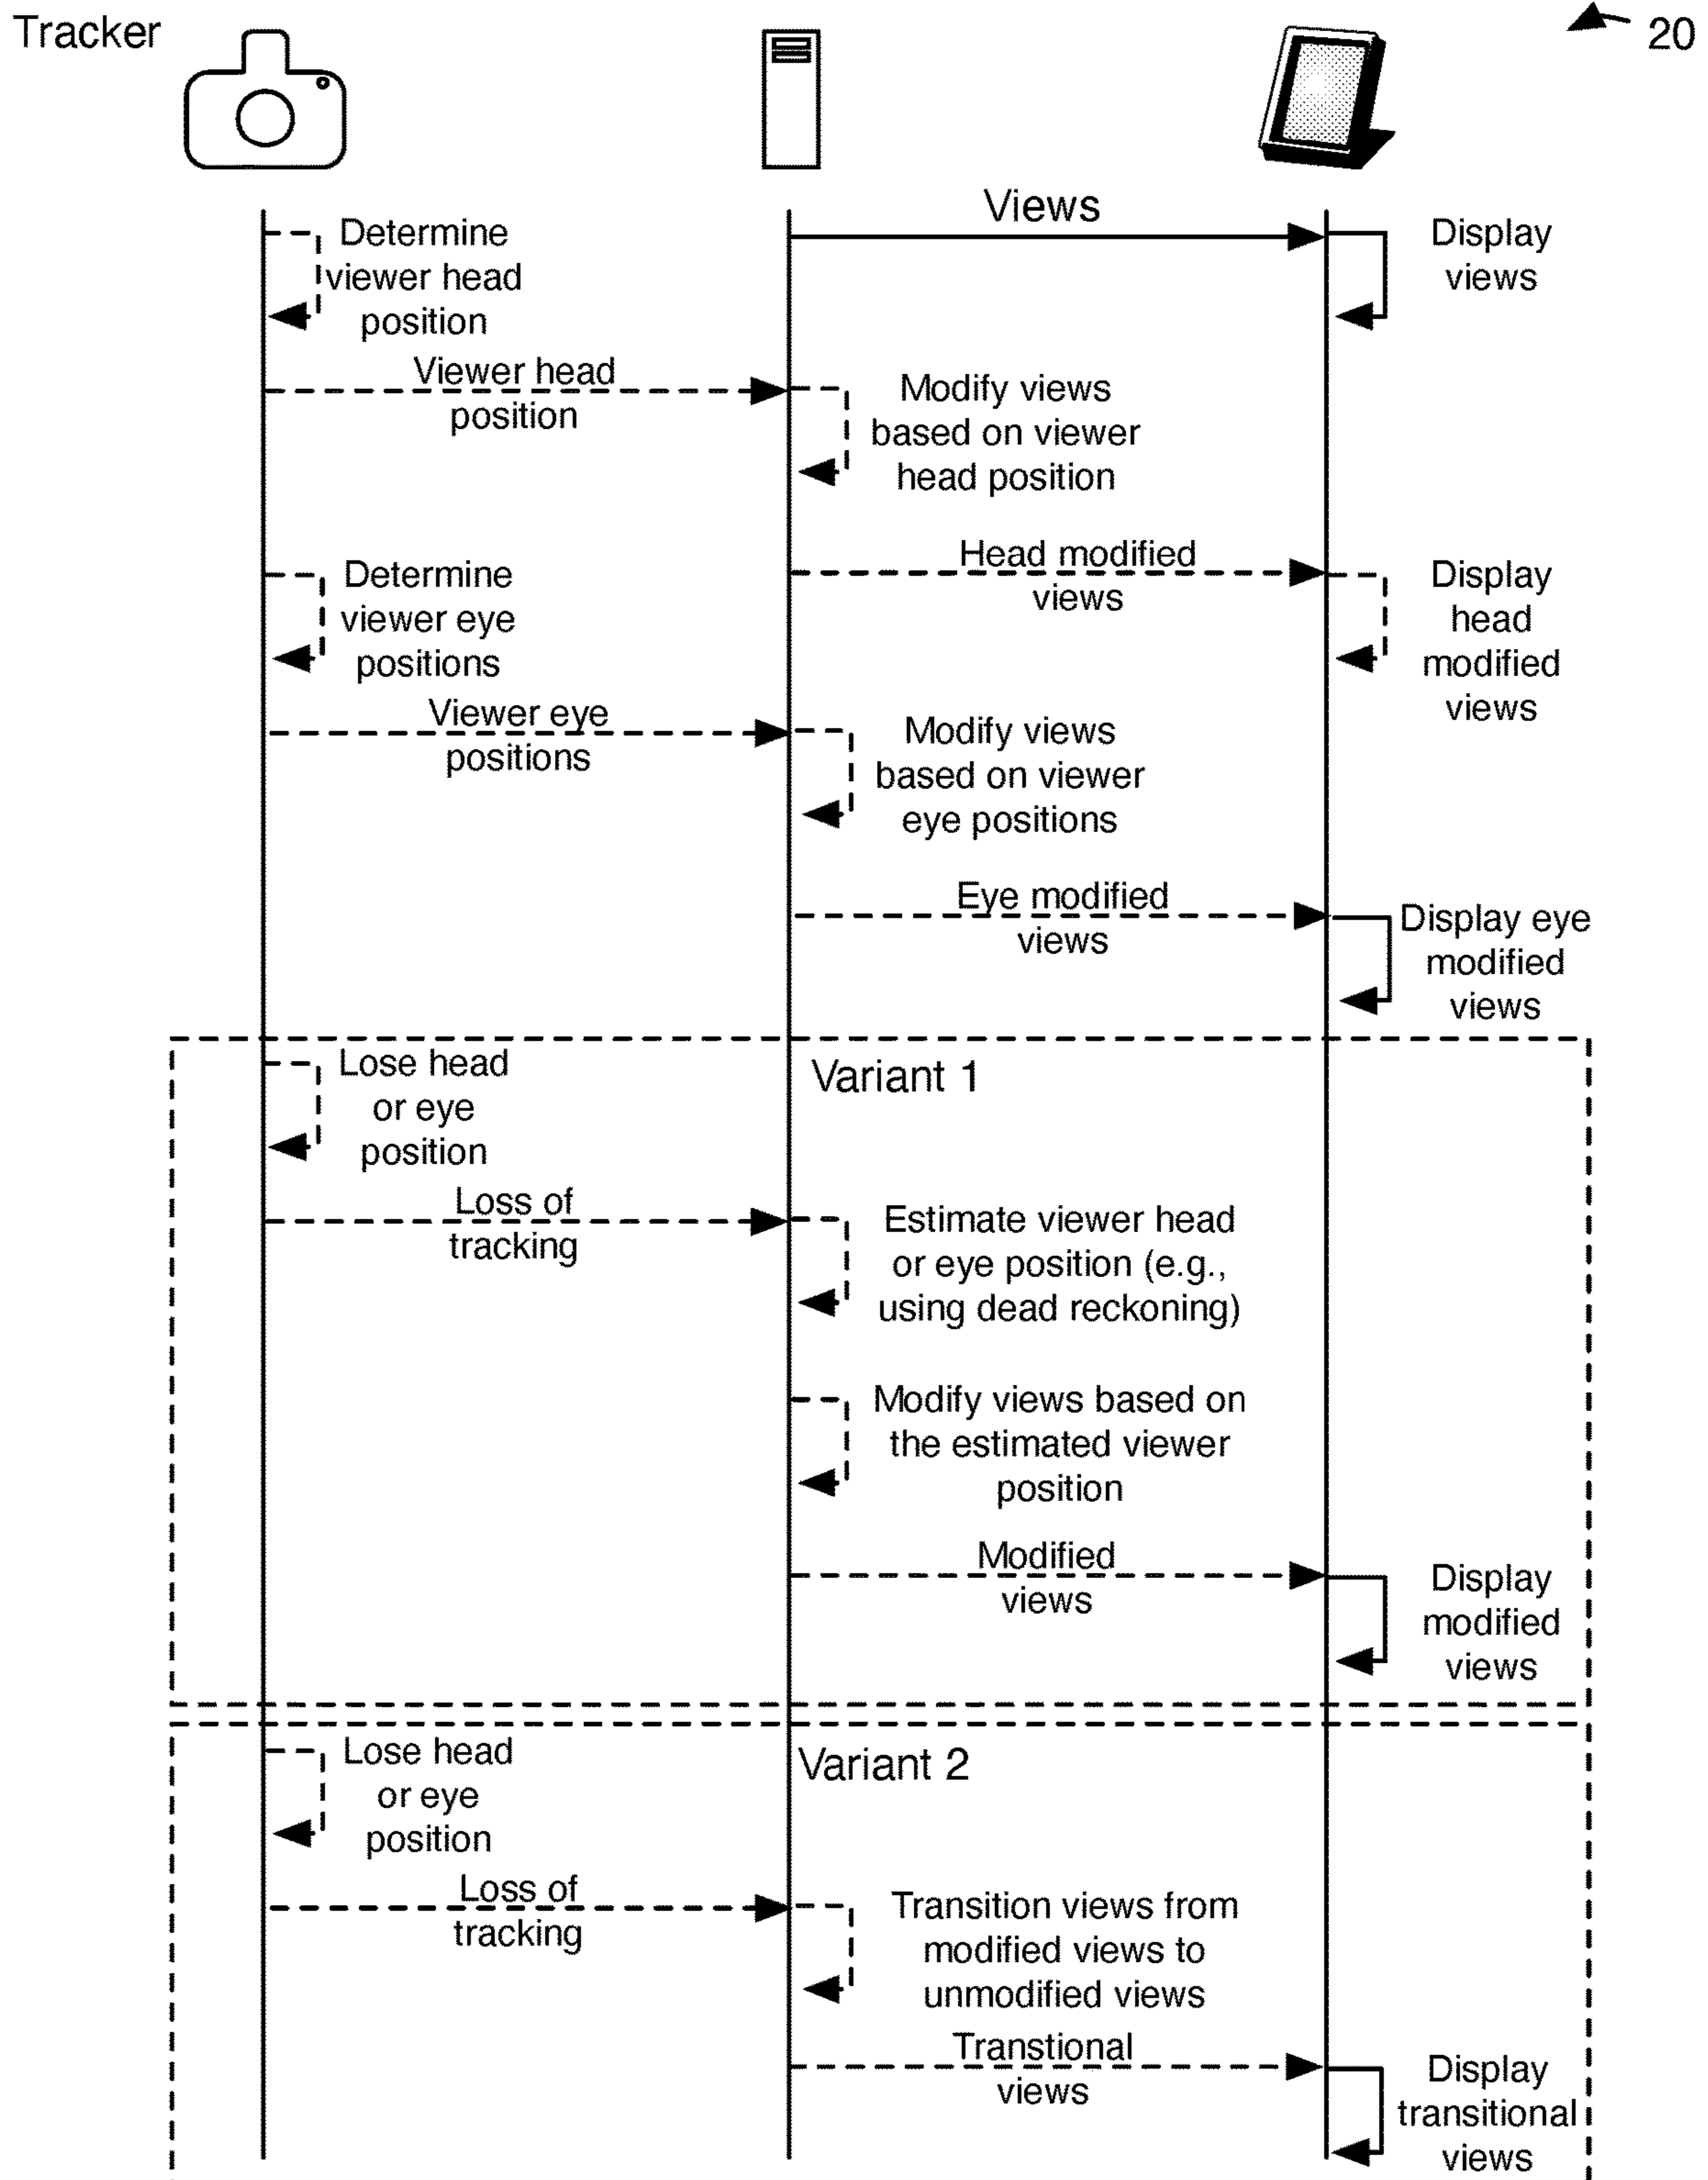 Tracker
20
Views
Determine
viewer head
position
Display
views
Viewer head
position
Modify views
based on viewer
head position
Head modified
views
Determine
viewer eye
positions
Display
head
modified
views
Viewer eye
positions
Modify views
based on viewer
eye positions
Eye modified
views
Display eye
modified
views
Variant 1
Lose head
or eye
position
Loss of
tracking
Estimate viewer head
or eye position (e.g.,
using dead reckoning)
Modify views based on
the estimated viewer
position
Modified
views
Display
modified
views
Variant 2
Lose head
or eye
position
Loss of
tracking
Transition views from
modified views to
unmodified views
Transtional
views
Display
transitional
views